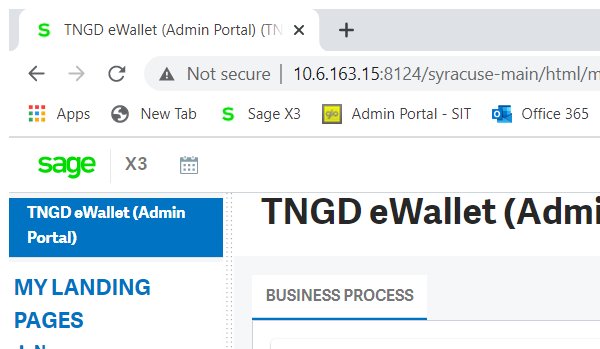 TNGD eWallet (Admin Portal) (TN
Not secure | 10.6.163.15:8124/syracuse-main/html/m
Apps New Tab Sage X3 glo Admin Portal - SIT Office 365
sage X3
TNGD eWallet (Admin
Portal)
MY LANDING
PAGES
TNGD eWallet (Admi
BUSINESS PROCESS